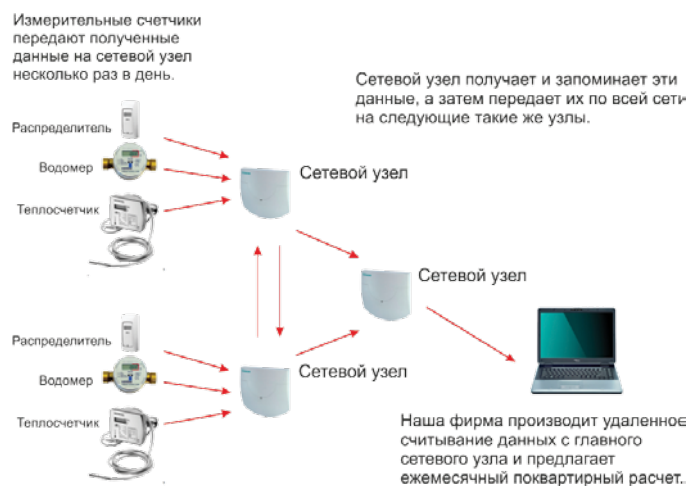 Измерительные счетчики
передают полученные
данные на сетевой узел
несколько раз в день.
Сетевой узел получает и запоминает эти
данные, а затем передает их по всей сети
на следующие такие же узлы.
Распределитель
Водомер
Теплосчетчик
Сетевой узел
Сетевой узел
Распределитель
Водомер
Теплосчетчик
Сетевой узел
Наша фирма производит удаленное
считывание данных с главного
сетевого узла и предлагает
ежемесячный поквартирный расчет..